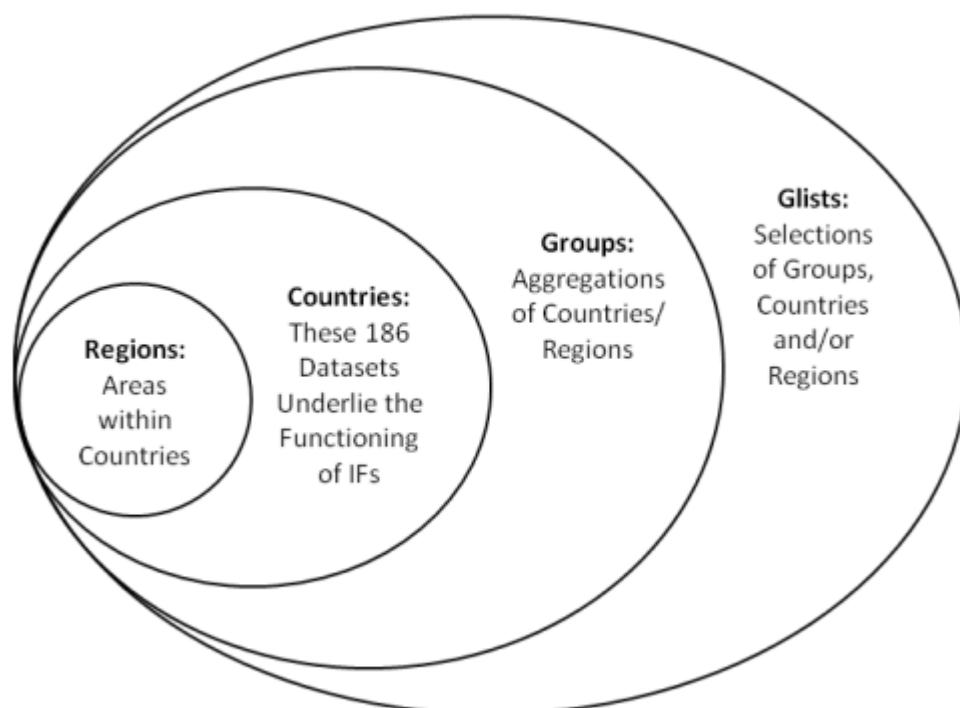 Regions:
Areas
within
Countries
Countries:
These 186
Datasets
Underlie the
Functioning
of IFs
Groups:
Aggregations
of Countries/
Regions
Glists:
Selections
of Groups,
Countries
and/or
Regions